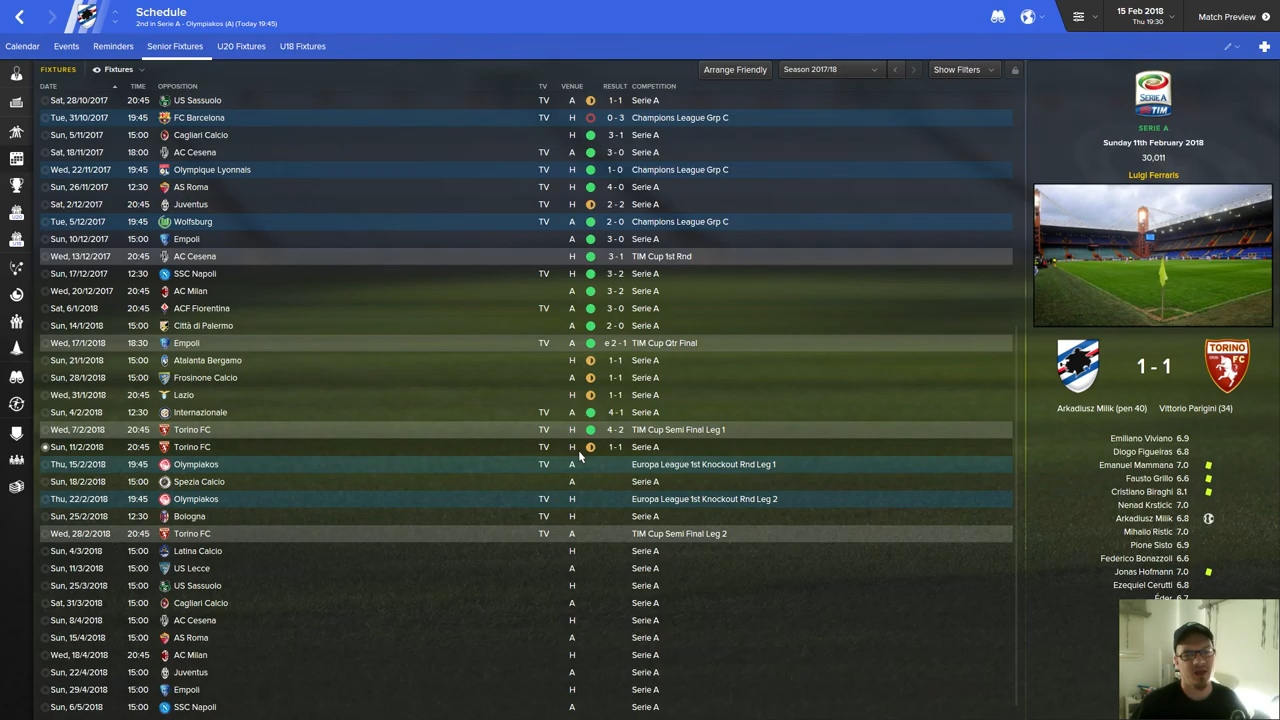 Schedule
2nd in Serie A - Olympiakos (A) (Today 19:45)
15 Feb 2018
Thu 19:30
Match Preview
Calendar Events Reminders Senior Fixtures U20 Fixtures U18 Fixtures
FIXTURES Fixtures Arrange Friendly Season 2017/18 Show Filters
DATE TIME OPPOSITION TV VENUE RESULT COMPETITION
Sat, 28/10/2017 20:45 US Sassuolo TV A 1-1 Serie A
Tue, 31/10/2017 19:45 FC Barcelona TV H 0 - 3 Champions League Grp C
Sun, 5/11/2017 15:00 Cagliari Calcio H 3-1 Serie A
Sat, 18/11/2017 18:00 AC Cesena TV A 3-0 Serie A
Wed, 22/11/2017 19:45 Olympique Lyonnais TV H 1-0 Champions League Grp C
Sun, 26/11/2017 12:30 AS Roma TV H 4-0 Serie A
Sat, 2/12/2017 20:45 Juventus TV H 2-2 Serie A
Tue, 5/12/2017 19:45 Wolfsburg TV A 2-0 Champions League Grp C
Sun, 10/12/2017 15:00 Empoli A 3-0 Serie A
Wed, 13/12/2017 20:45 AC Cesena H 3-1 TIM Cup 1st Rnd
Sun, 17/12/2017 12:30 SSC Napoli TV H 3-2 Serie A
Wed, 20/12/2017 20:45 AC Milan A 3-2 Serie A
Sat, 6/1/2018 20:45 ACF Fiorentina TV A 3-0 Serie A
Sun, 14/1/2018 15:00 Città di Palermo A 2-0 Serie A
Wed, 17/1/2018 18:30 Empoli TV A e 2-1 TIM Cup Qtr Final
Sun, 21/1/2018 15:00 Atalanta Bergamo H 1-1 Serie A
Sun, 28/1/2018 15:00 Frosinone Calcio A 1-1 Serie A
Wed, 31/1/2018 20:45 Lazio H 1-1 Serie A
Sun, 4/2/2018 12:30 Internazionale TV A 4-1 Serie A
Wed, 7/2/2018 20:45 Torino FC TV H 4-2 TIM Cup Semi Final Leg 1
Sun, 11/2/2018 20:45 Torino FC TV H 1-1 Serie A
Thu, 15/2/2018 19:45 Olympiakos TV A Europa League 1st Knockout Rnd Leg 1
Sun, 18/2/2018 15:00 Spezia Calcio A Serie A
Thu, 22/2/2018 19:45 Olympiakos TV H Europa League 1st Knockout Rnd Leg 2
Sun, 25/2/2018 12:30 Bologna TV H Serie A
Wed, 28/2/2018 20:45 Torino FC TV A TIM Cup Semi Final Leg 2
Sun, 4/3/2018 15:00 Latina Calcio H Serie A
Sun, 11/3/2018 15:00 US Lecce A Serie A
Sun, 25/3/2018 15:00 US Sassuolo H Serie A
Sat, 31/3/2018 15:00 Cagliari Calcio A Serie A
Sun, 8/4/2018 15:00 AC Cesena H Serie A
Sun, 15/4/2018 15:00 AS Roma A Serie A
Wed, 18/4/2018 20:45 AC Milan H Serie A
Sun, 22/4/2018 15:00 Juventus A Serie A
Sun, 29/4/2018 15:00 Empoli H Serie A
Sun, 6/5/2018 15:00 SSC Napoli A Serie A
SERIE A
TIM
SERIE A
Sunday 11th February 2018
30,011
Luigi Ferraris
1 - 1
TORINO FC
Arkadiusz Milik (pen 40) Vittorio Parigini (34)
Emiliano Viviano 6.9
Diogo Figueiras 6.8
Emanuel Mammana 7.0
Fausto Grillo 6.6
Cristiano Biraghi 8.1
Nenad Krsticic 7.0
Arkadiusz Milik 6.8
Mihailo Ristic 7.0
Pione Sisto 6.9
Federico Bonazzoli 6.6
Jonas Hofmann 7.0
Ezequiel Cerutti 6.8
Éder 6.7